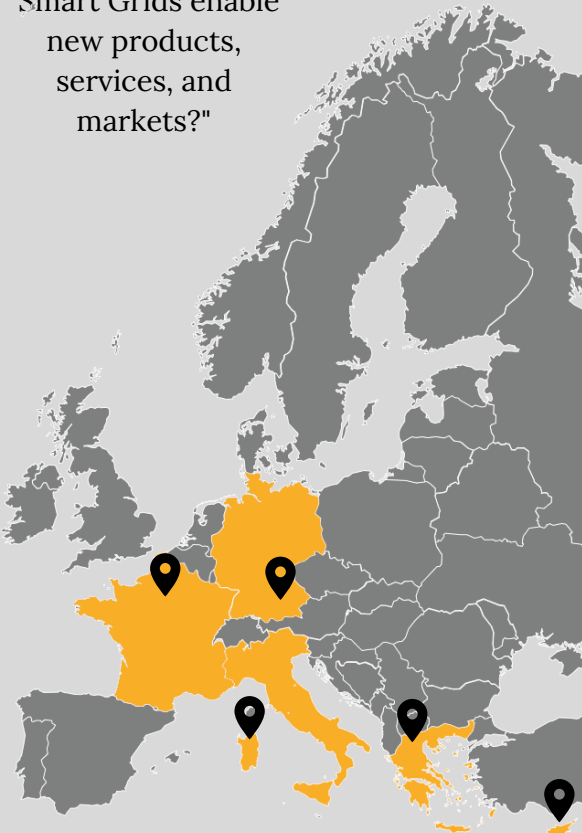 Smart Grids enable
new products,
services, and
markets?"